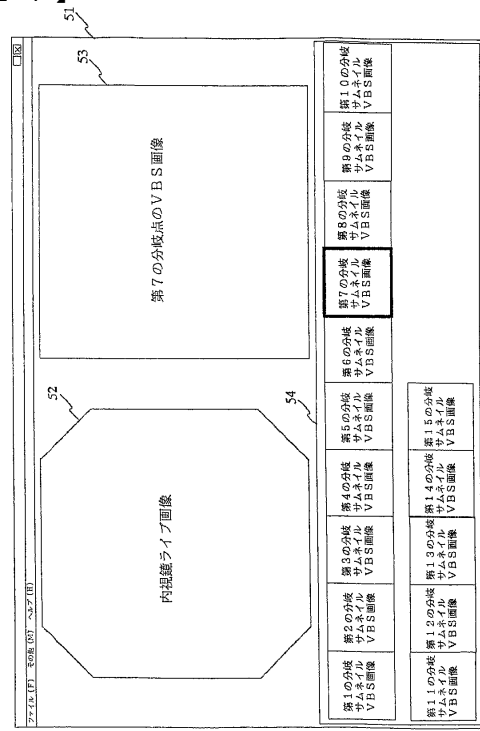 51
ファイル (F) その他 (M) ヘルプ (H)
52
内視鏡ライブ画像
53
第7の分岐点のVBS画像
54
第1の分岐
サムネイル
VBS画像
第2の分岐
サムネイル
VBS画像
第3の分岐
サムネイル
VBS画像
第4の分岐
サムネイル
VBS画像
第5の分岐
サムネイル
VBS画像
第6の分岐
サムネイル
VBS画像
第7の分岐
サムネイル
VBS画像
第8の分岐
サムネイル
VBS画像
第9の分岐
サムネイル
VBS画像
第10の分岐
サムネイル
VBS画像
第11の分岐
サムネイル
VBS画像
第12の分岐
サムネイル
VBS画像
第13の分岐
サムネイル
VBS画像
第14の分岐
サムネイル
VBS画像
第15の分岐
サムネイル
VBS画像